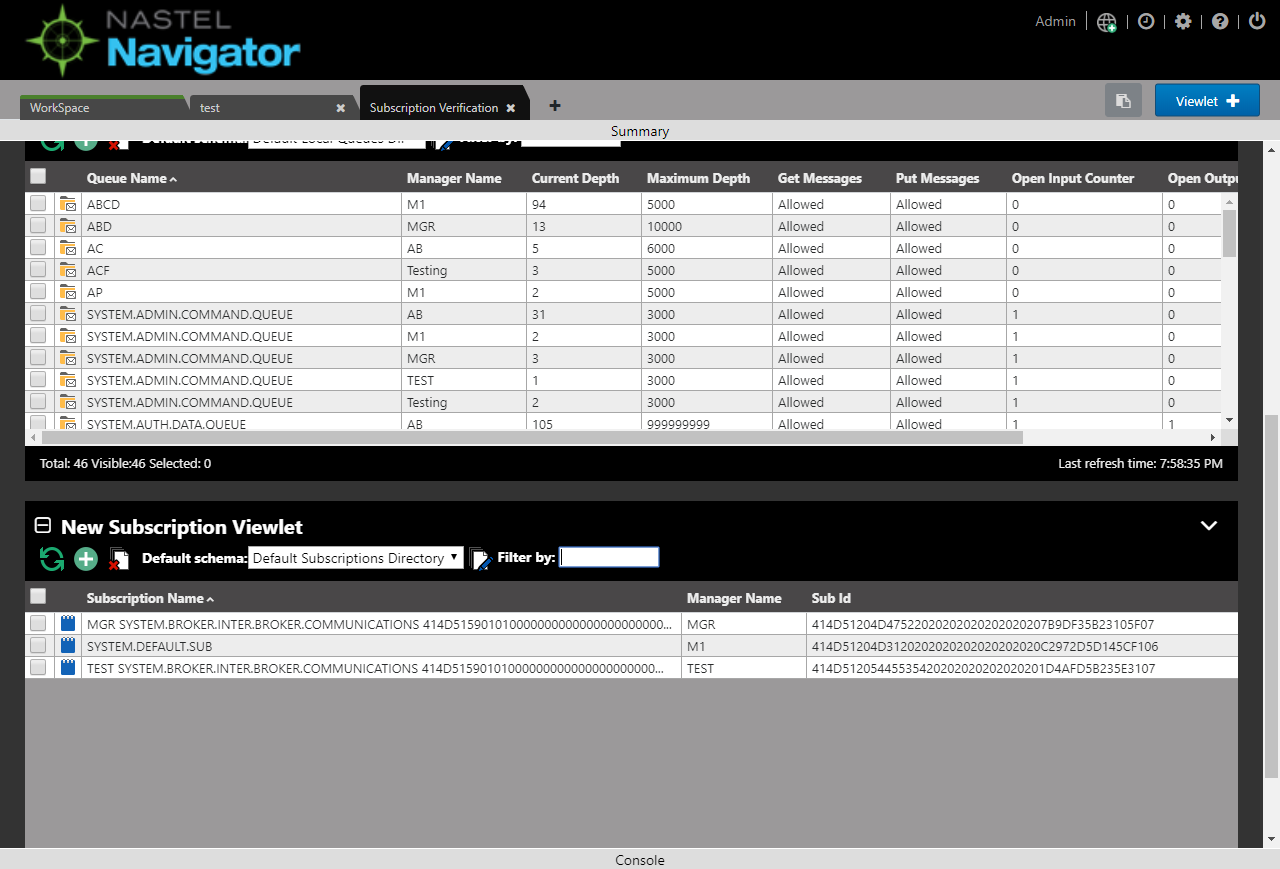 NASTEL
Navigator
Admin
WorkSpace test Subscription Verification Viewlet
Summary
Default schema: Default Local Queues Dir Filter by:
Queue Name Manager Name Current Depth Maximum Depth Get Messages Put Messages Open Input Counter Open Outpu
ABCD M1 94 5000 Allowed Allowed 0 0
ABD MGR 13 10000 Allowed Allowed 0 0
AC AB 5 6000 Allowed Allowed 0 0
ACF Testing 3 5000 Allowed Allowed 0 0
AP M1 2 5000 Allowed Allowed 0 0
SYSTEM.ADMIN.COMMAND.QUEUE AB 31 3000 Allowed Allowed 1 0
SYSTEM.ADMIN.COMMAND.QUEUE M1 2 3000 Allowed Allowed 1 0
SYSTEM.ADMIN.COMMAND.QUEUE MGR 3 3000 Allowed Allowed 1 0
SYSTEM.ADMIN.COMMAND.QUEUE TEST 1 3000 Allowed Allowed 1 0
SYSTEM.ADMIN.COMMAND.QUEUE Testing 2 3000 Allowed Allowed 1 0
SYSTEM.AUTH.DATA.QUEUE AB 105 999999999 Allowed Allowed 1 1
Total: 46 Visible:46 Selected: 0 Last refresh time: 7:58:35 PM
New Subscription Viewlet
Default schema: Default Subscriptions Directory Filter by:
Subscription Name Manager Name Sub Id
MGR SYSTEM.BROKER.INTER.BROKER.COMMUNICATIONS 414D51590101000000000000000000000000... MGR 414D51204D47522020202020202020207B9DF35B23105F07
SYSTEM.DEFAULT.SUB M1 414D51204D3120202020202020202020C2972D5D145CF106
TEST SYSTEM.BROKER.INTER.BROKER.COMMUNICATIONS 414D5159010100000000000000000000000... TEST 414D5120544553542020202020202020​1D4AFD5B235E3107
Console